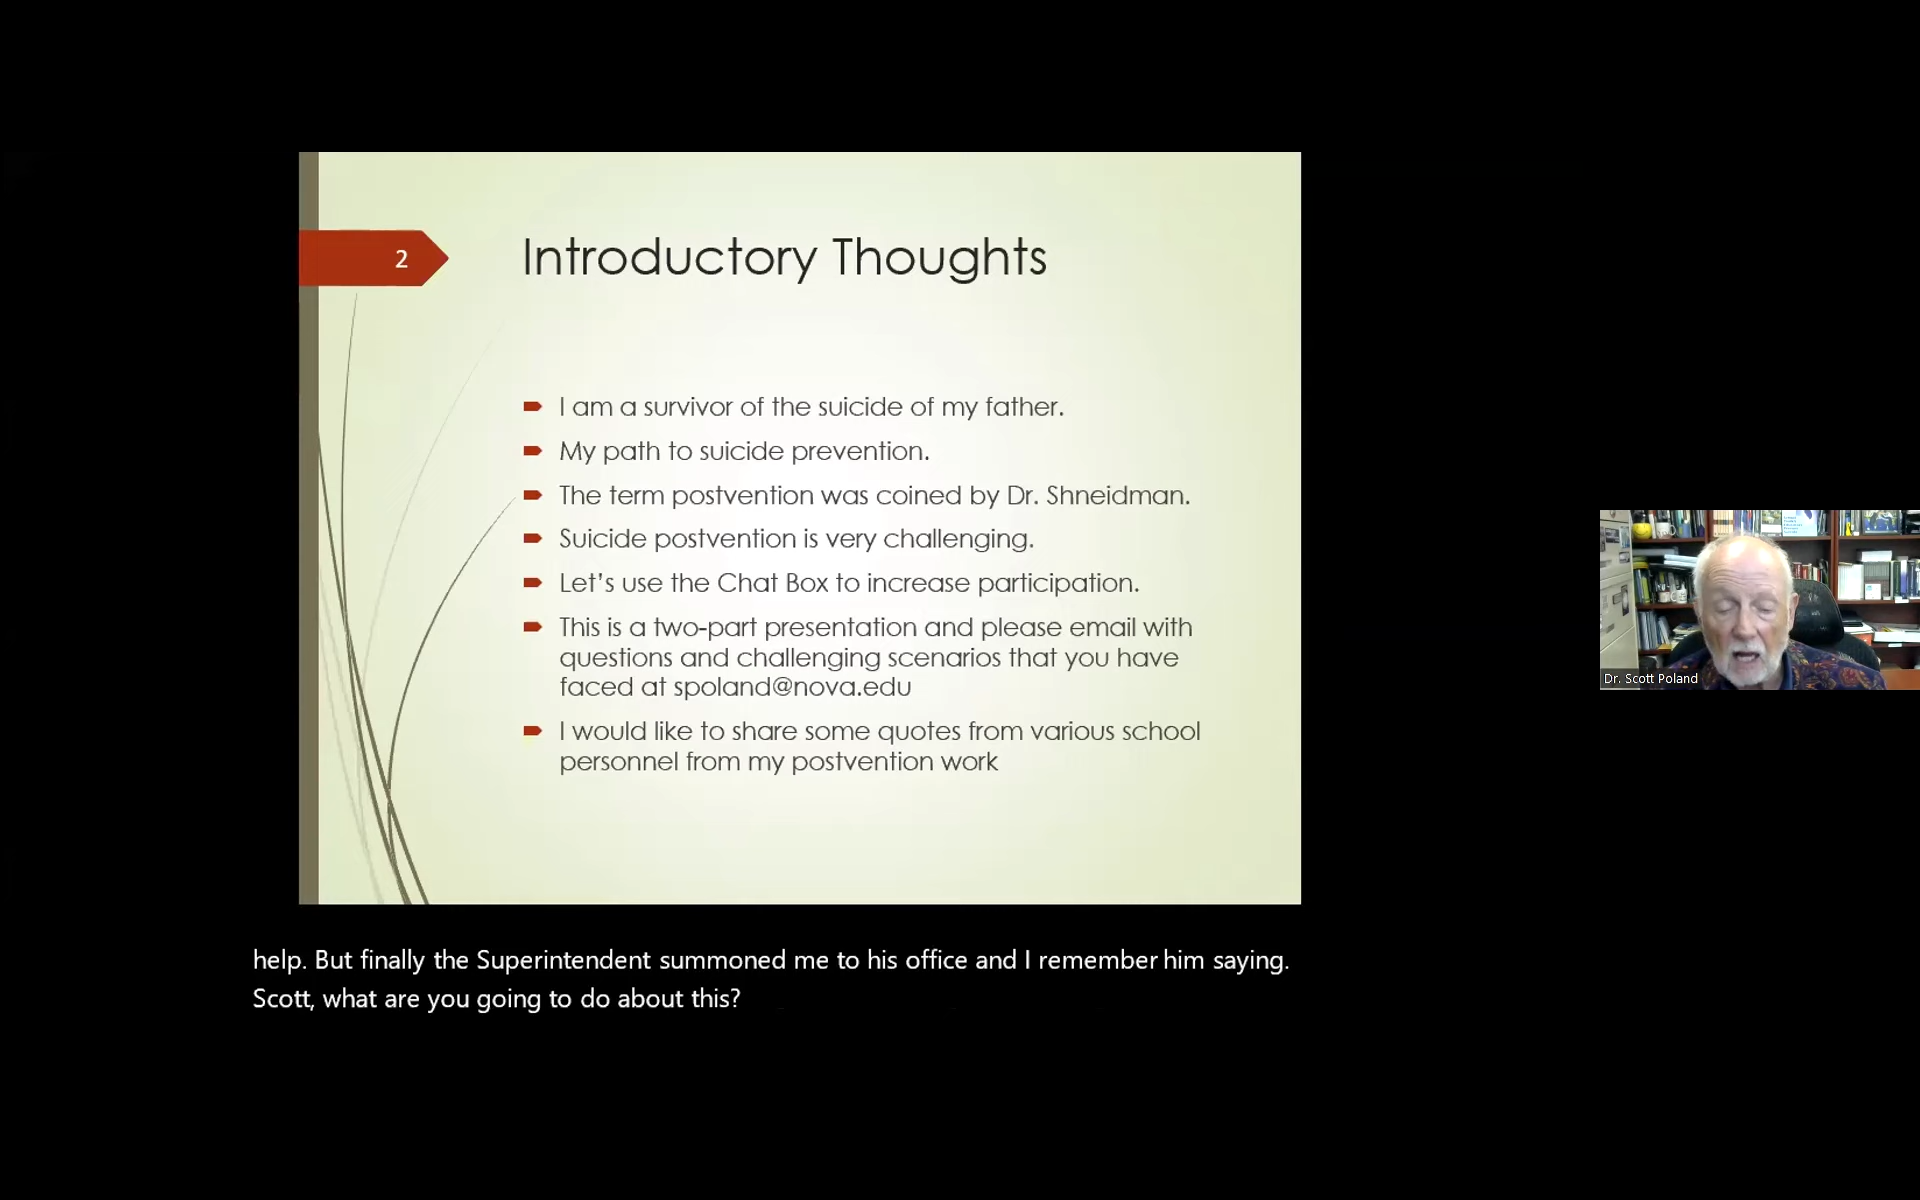 2
Introductory Thoughts
I am a survivor of the suicide of my father.
My path to suicide prevention.
The term postvention was coined by Dr. Shneidman.
Suicide postvention is very challenging.
Let’s use the Chat Box to increase participation.
This is a two-part presentation and please email with
questions and challenging scenarios that you have
faced at spoland@nova.edu
I would like to share some quotes from various school
personnel from my postvention work
Dr. Scott Poland
help. But finally the Superintendent summoned me to his office and I remember him saying.
Scott, what are you going to do about this?